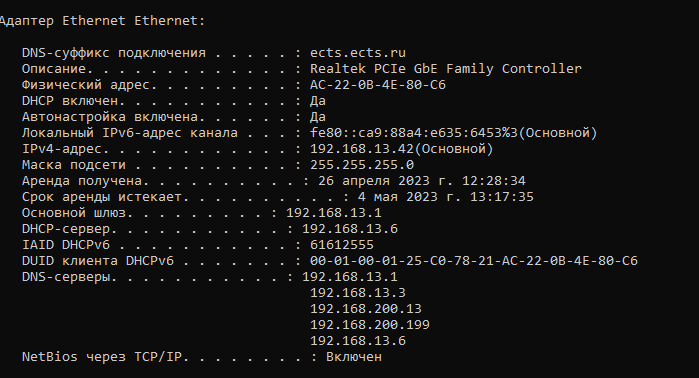 Адаптер Ethernet Ethernet:
DNS-суффикс подключения . . . . . : ects.ects.ru
Описание. . . . . . . . . . . . . : Realtek PCIe GbE Family Controller
Физический адрес. . . . . . . . . : AC-22-0B-4E-80-C6
DHCP включен. . . . . . . . . . . : Да
Автонастройка включена. . . . . . : Да
Локальный IPv6-адрес канала . . . : fe80::ca9:88a4:e635:6453%3(Основной)
IPv4-адрес. . . . . . . . . . . . : 192.168.13.42(Основной)
Маска подсети . . . . . . . . . . : 255.255.255.0
Аренда получена. . . . . . . . . . : 26 апреля 2023 г. 12:28:34
Срок аренды истекает. . . . . . . . . . : 4 мая 2023 г. 13:17:35
Основной шлюз. . . . . . . . . : 192.168.13.1
DHCP-сервер. . . . . . . . . . . : 192.168.13.6
IAID DHCPv6 . . . . . . . . . . . : 61612555
DUID клиента DHCPv6 . . . . . . . : 00-01-00-01-25-C0-78-21-AC-22-0B-4E-80-C6
DNS-серверы. . . . . . . . . . . : 192.168.13.1
192.168.13.3
192.168.200.13
192.168.200.199
192.168.13.6
NetBios через TCP/IP. . . . . . . . : Включен